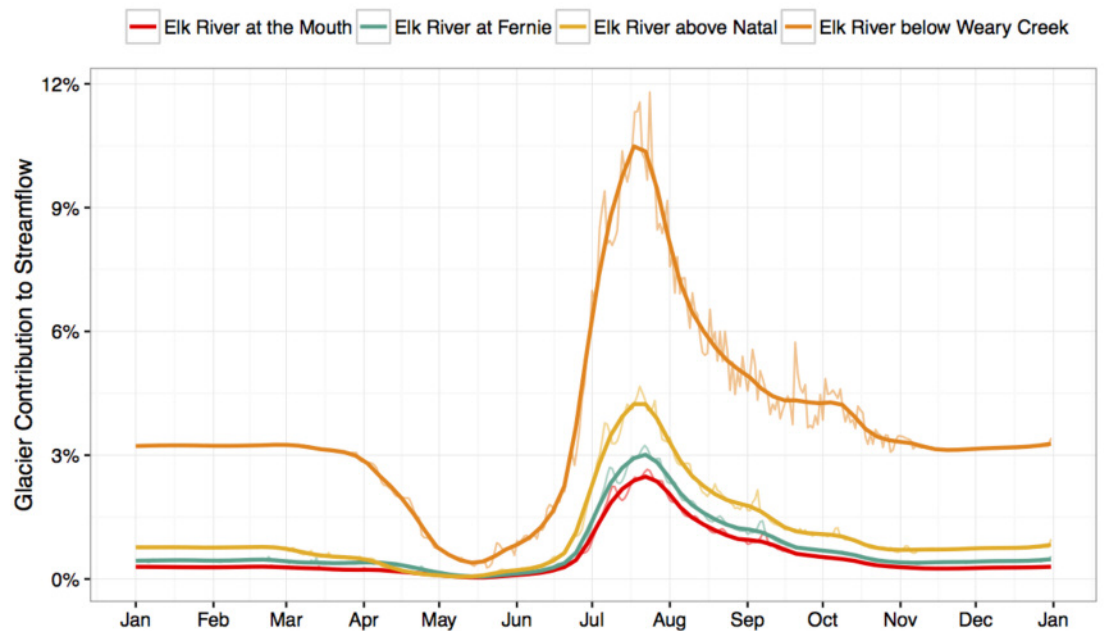 Elk River at the Mouth Elk River at Fernie Elk River above Natal Elk River below Weary Creek
Glacier Contribution to Streamflow
12%
9%
6%
3%
0%
Jan Feb Mar Apr May Jun Jul Aug Sep Oct Nov Dec Jan